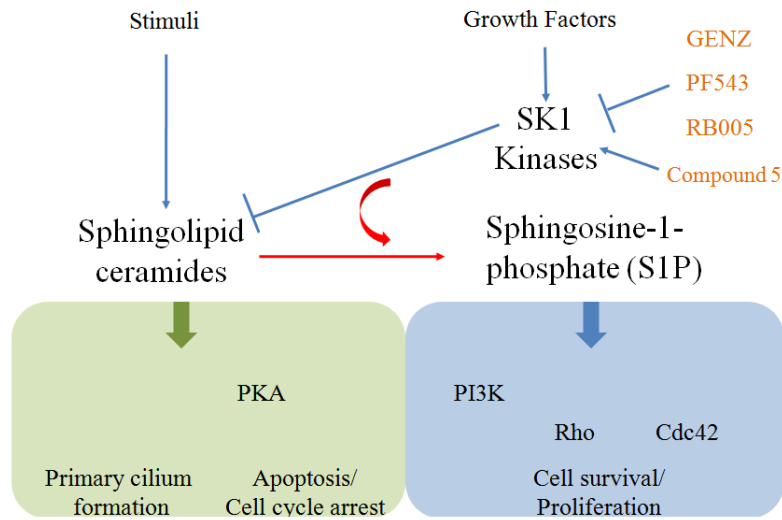 Stimuli
Growth Factors
GENZ
PF543
RB005
Compound 5
SK1
Kinases
Sphingolipid
ceramides
Sphingosine-1-
phosphate (S1P)
PKA
PI3K
Rho
Cdc42
Primary cilium
formation
Apoptosis/
Cell cycle arrest
Cell survival/
Proliferation